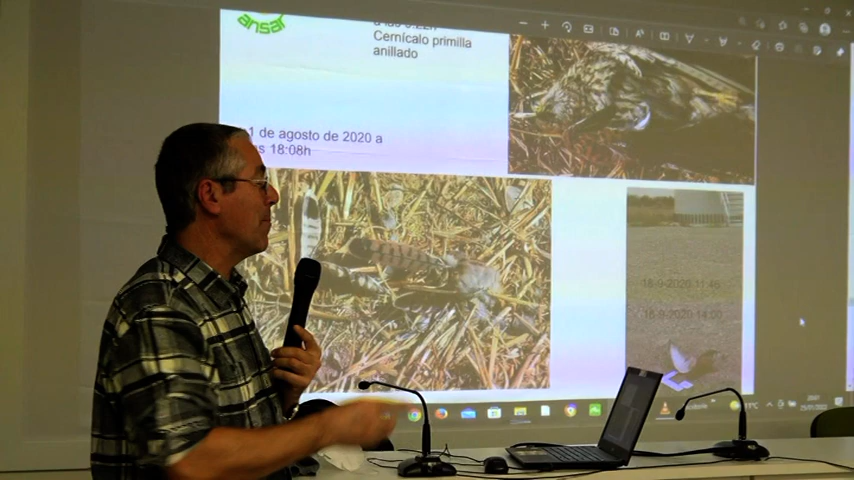 ansar
Cernícalo primilla
anillado
1 de agosto de 2020 a
18:08h
18-9-2020 11:46
18-9-2020 14:00